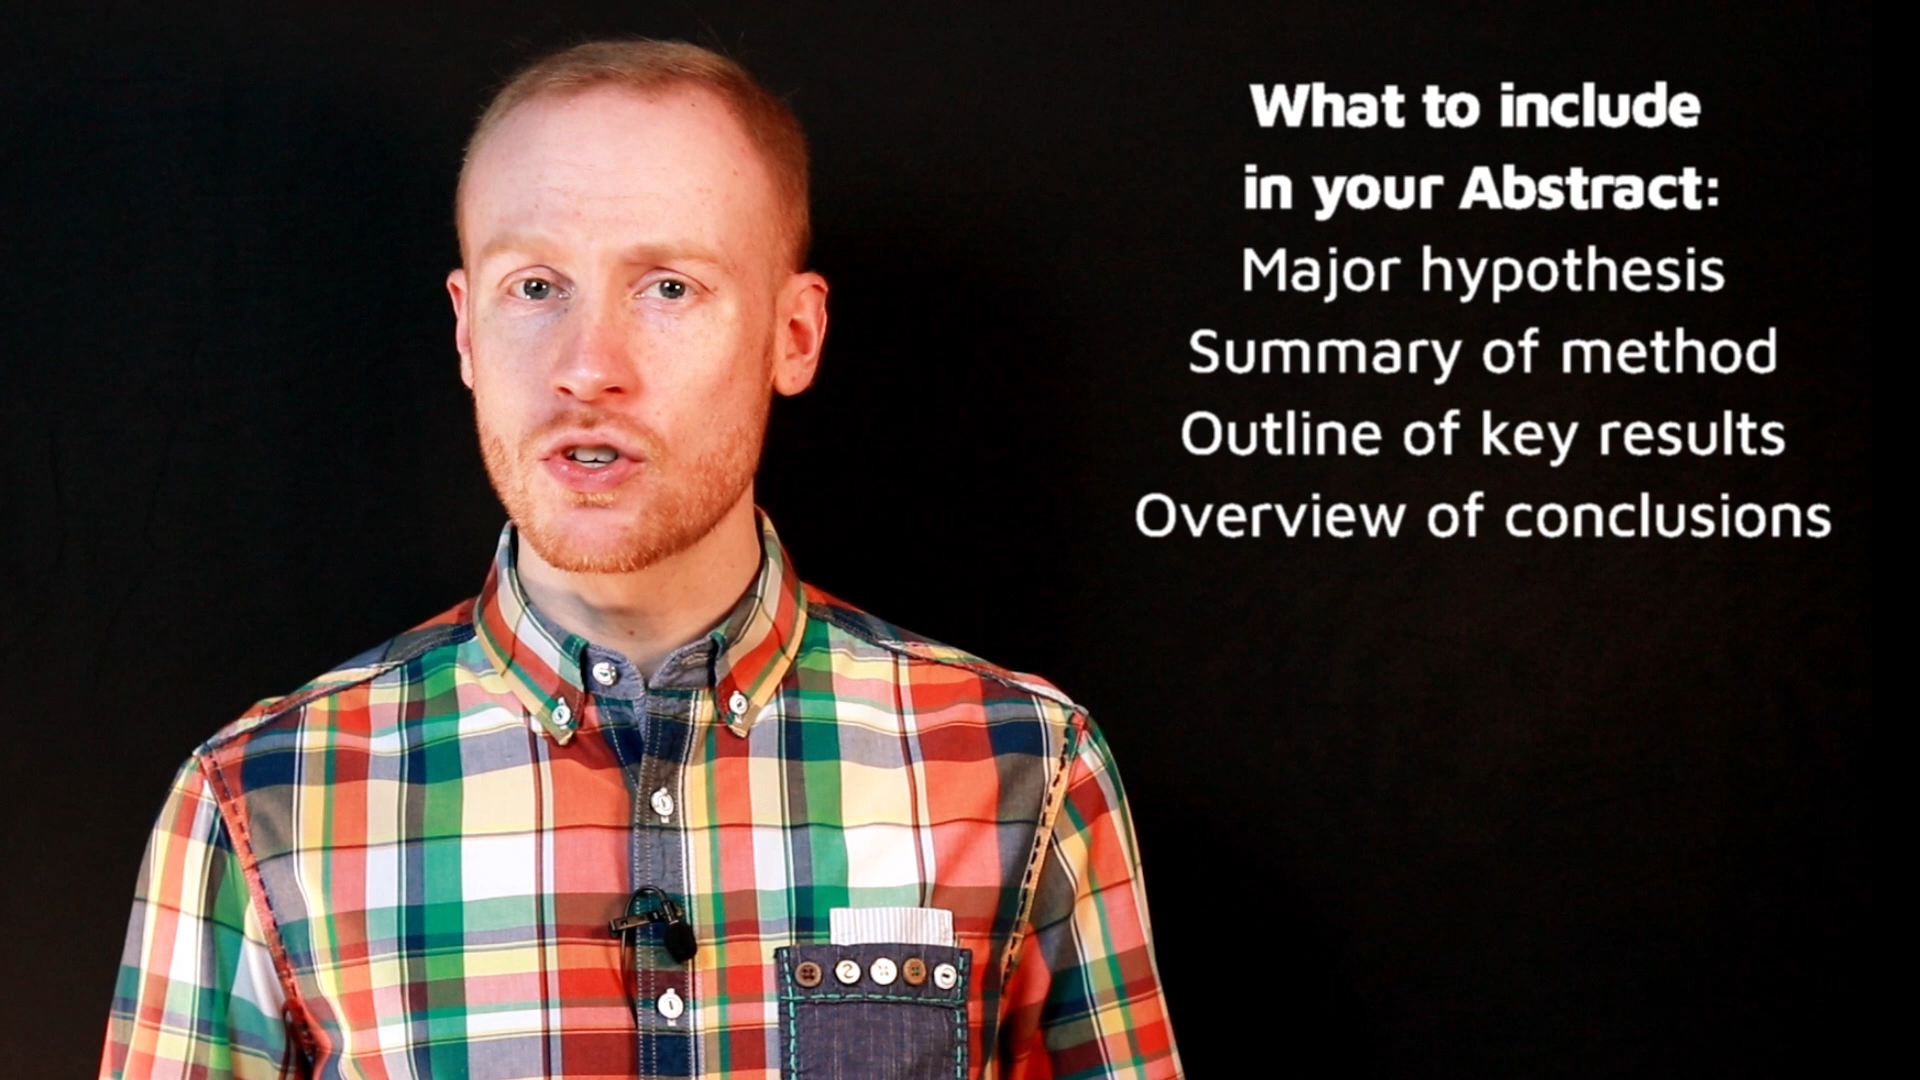 What to include
in your Abstract:
Major hypothesis
Summary of method
Outline of key results
Overview of conclusions